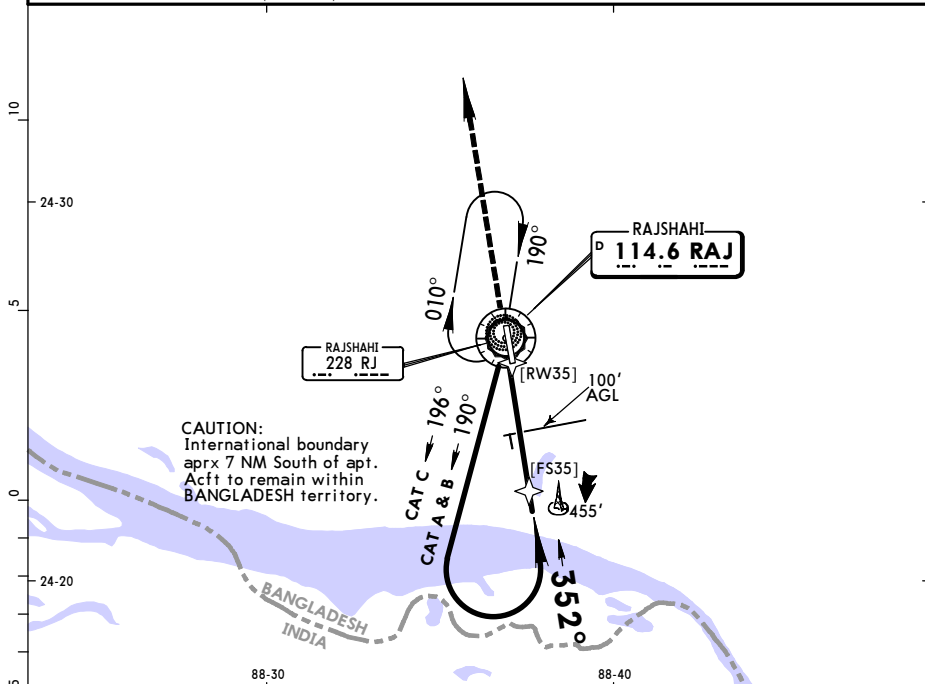 10
24-30
190°
RAJSHAHI
D 114.6 RAJ
010°
5
RAJSHAHI
228 RJ
[RW35]
100'
AGL
CAT C 196°
CAT A & B 190°
T
CAUTION:
International boundary
aprx 7 NM South of apt.
Acft to remain within
BANGLADESH territory.
[FS35]
455'
0
24-20
352°
BANGLADESH
INDIA
88-30
88-40
5